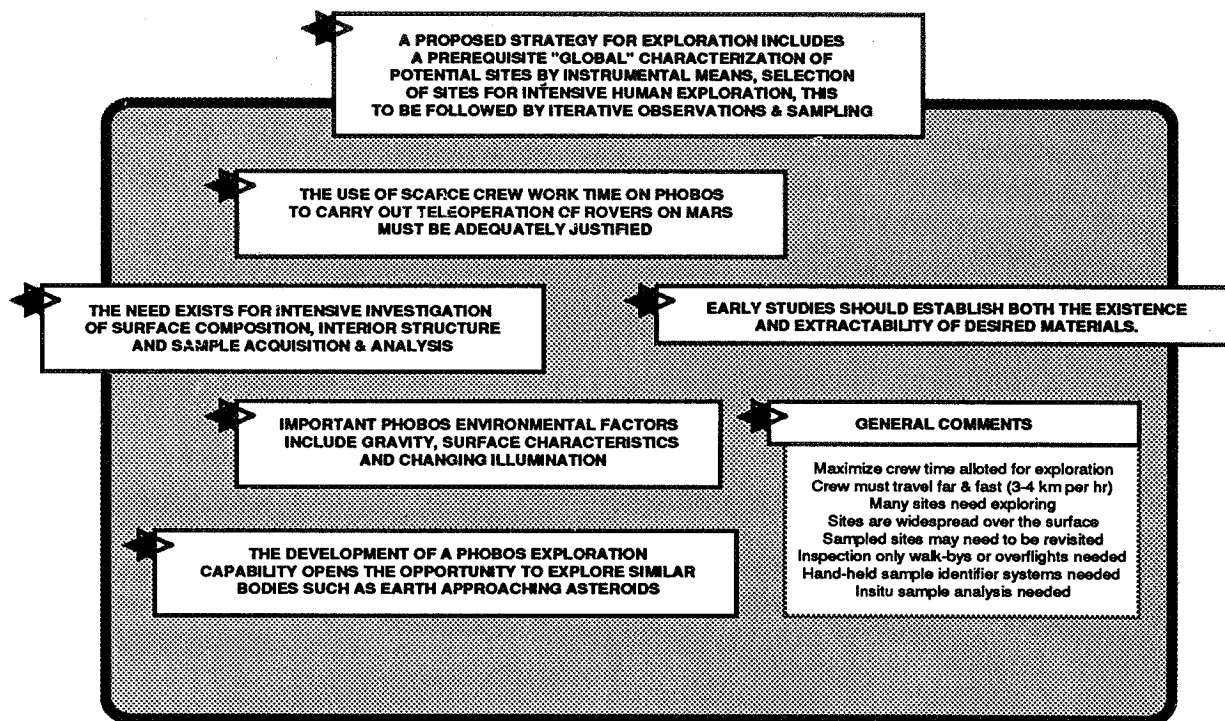 A PROPOSED STRATEGY FOR EXPLORATION INCLUDES
A PREREQUISITE "GLOBAL" CHARACTERIZATION OF
POTENTIAL SITES BY INSTRUMENTAL MEANS, SELECTION
OF SITES FOR INTENSIVE HUMAN EXPLORATION, THIS
TO BE FOLLOWED BY ITERATIVE OBSERVATIONS & SAMPLING
THE USE OF SCARCE CREW WORK TIME ON PHOBOS
TO CARRY OUT TELEOPERATION OF ROVERS ON MARS
MUST BE ADEQUATELY JUSTIFIED
THE NEED EXISTS FOR INTENSIVE INVESTIGATION
OF SURFACE COMPOSITION, INTERIOR STRUCTURE
AND SAMPLE ACQUISITION & ANALYSIS
EARLY STUDIES SHOULD ESTABLISH BOTH THE EXISTENCE
AND EXTRACTABILITY OF DESIRED MATERIALS.
IMPORTANT PHOBOS ENVIRONMENTAL FACTORS
INCLUDE GRAVITY, SURFACE CHARACTERISTICS
AND CHANGING ILLUMINATION
GENERAL COMMENTS
Maximize crew time alloted for exploration
Crew must travel far & fast (3-4 km per hr)
Many sites need exploring
Sites are widespread over the surface
Sampled sites may need to be revisited
Inspection only walk-bys or overflights needed
Hand-held sample identifier systems needed
Insitu sample analysis needed
THE DEVELOPMENT OF A PHOBOS EXPLORATION
CAPABILITY OPENS THE OPPORTUNITY TO EXPLORE SIMILAR
BODIES SUCH AS EARTH APPROACHING ASTEROIDS